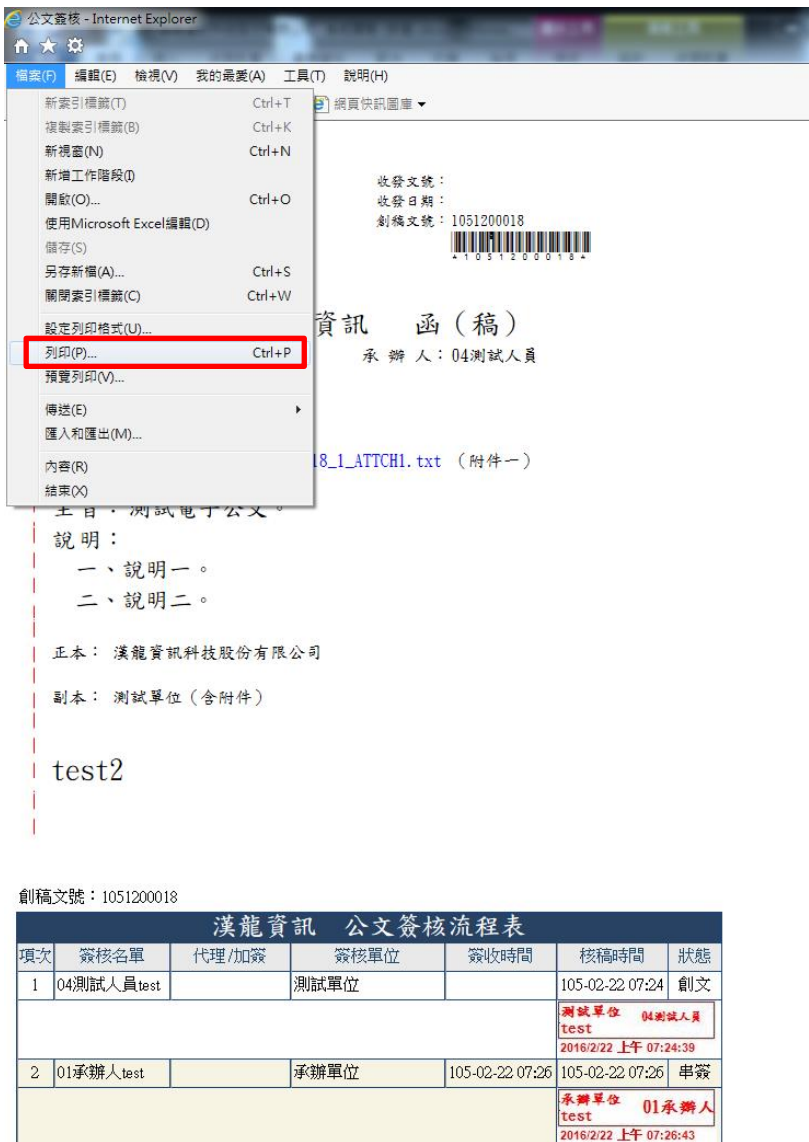 公文簽核 - Internet Explorer
檔案(F) 編輯(E) 檢視(V) 我的最愛(A) 工具(T) 說明(H)
網頁快訊圖庫
新索引標籤(T) Ctrl+T
複製索引標籤(B) Ctrl+K
新視窗(N) Ctrl+N
新增工作階段(I)
開啟(O)... Ctrl+O
使用Microsoft Excel編輯(D)
儲存(S)
另存新檔(A)... Ctrl+S
關閉索引標籤(C) Ctrl+W
設定列印格式(U)...
列印(P)... Ctrl+P
預覽列印(V)...
傳送(E)
匯入和匯出(M)...
內容(R)
結束(X)
收發文號：
收發日期：
創稿文號：1051200018
*1051200018*
資訊 函（稿）
承辦人：04測試人員
18_1_ATTCH1.txt （附件一）
主旨：測試電子公文。
說明：
一、說明一。
二、說明二。
正本： 漢龍資訊科技股份有限公司
副本： 測試單位（含附件）
test2
創稿文號：1051200018
漢龍資訊 公文簽核流程表
項次 簽核名單 代理/加簽 簽核單位 簽收時間 核稿時間 狀態
1 04測試人員test 測試單位 105-02-22 07:24 創文
測試單位 04測試人員
test
2016/2/22 上午 07:24:39
2 01承辦人test 承辦單位 105-02-22 07:26 105-02-22 07:26 串簽
承辦單位 01承辦人
test
2016/2/22 上午 07:26:43